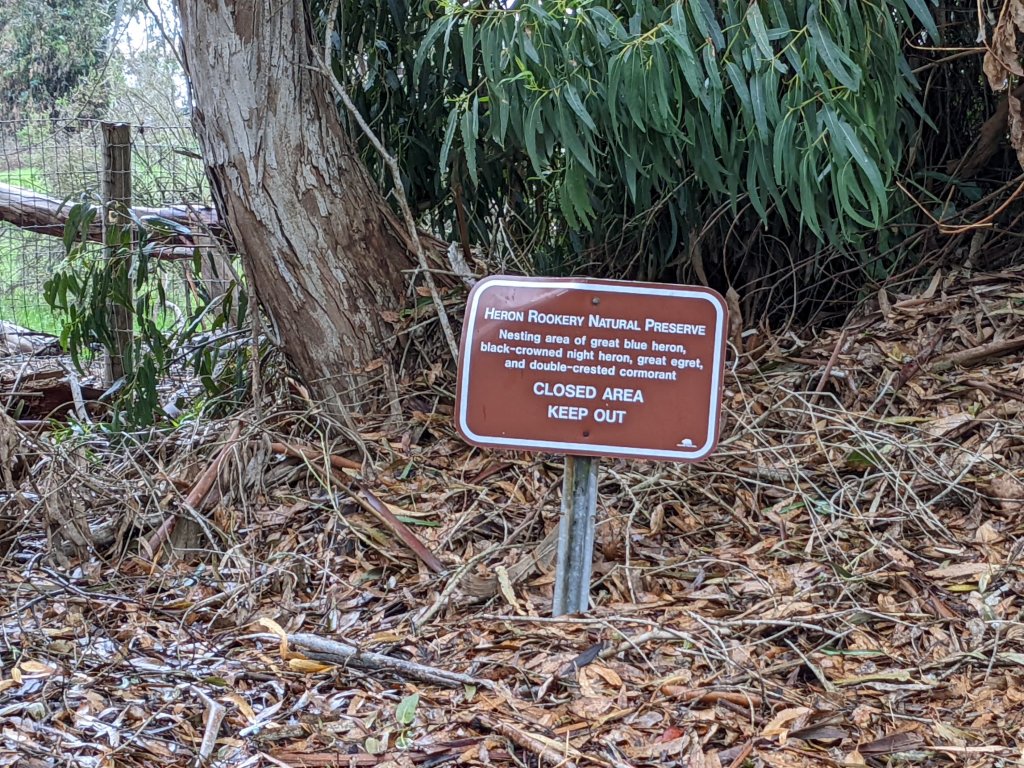 HERON ROOKERY NATURAL PRESERVE
Nesting area of great blue heron,
black-crowned night heron, great egret,
and double-crested cormorant
CLOSED AREA
KEEP OUT